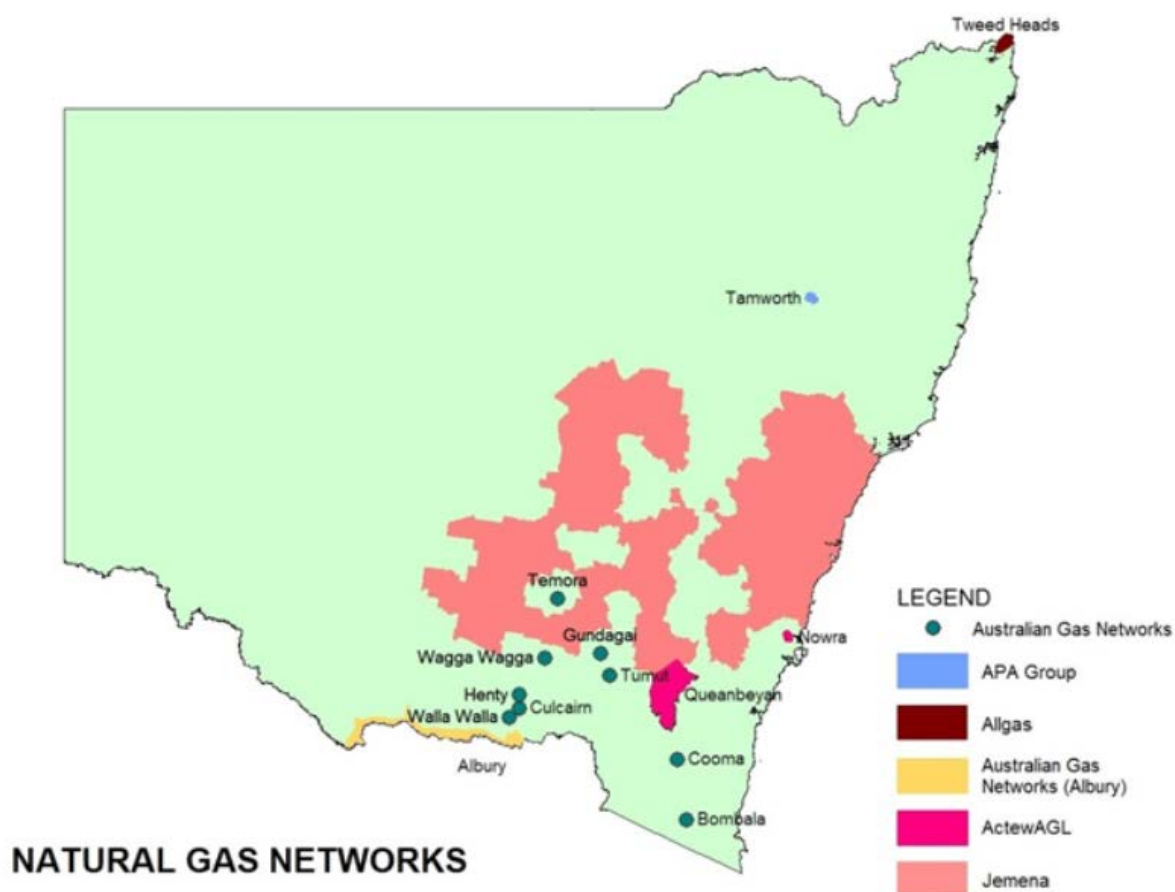 Tweed Heads
Tamworth
Temora
Gundagai
Nowra
Wagga Wagga
Tumut
Queanbeyan
Henty
Culcairn
Walla Walla
Albury
Cooma
Bombala
NATURAL GAS NETWORKS
LEGEND
Australian Gas Networks
APA Group
Allgas
Australian Gas
Networks (Albury)
ActewAGL
Jemena